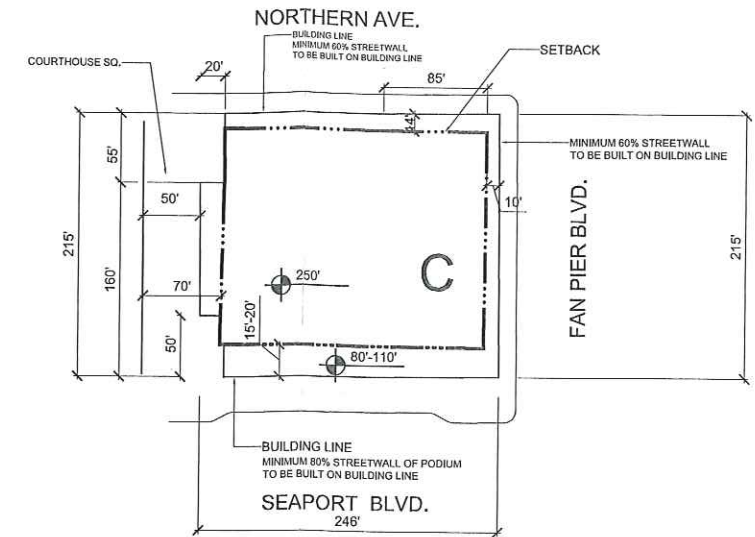 NORTHERN AVE.
BUILDING LINE
MINIMUM 60% STREETWALL
TO BE BUILT ON BUILDING LINE
COURTHOUSE SQ.
SETBACK
20'
85'
14'
MINIMUM 60% STREETWALL
TO BE BUILT ON BUILDING LINE
55'
50'
10'
215'
160'
70'
250'
C
FAN PIER BLVD.
215'
15'-20'
50'
80'-110'
BUILDING LINE
MINIMUM 80% STREETWALL OF PODIUM
TO BE BUILT ON BUILDING LINE
SEAPORT BLVD.
246'